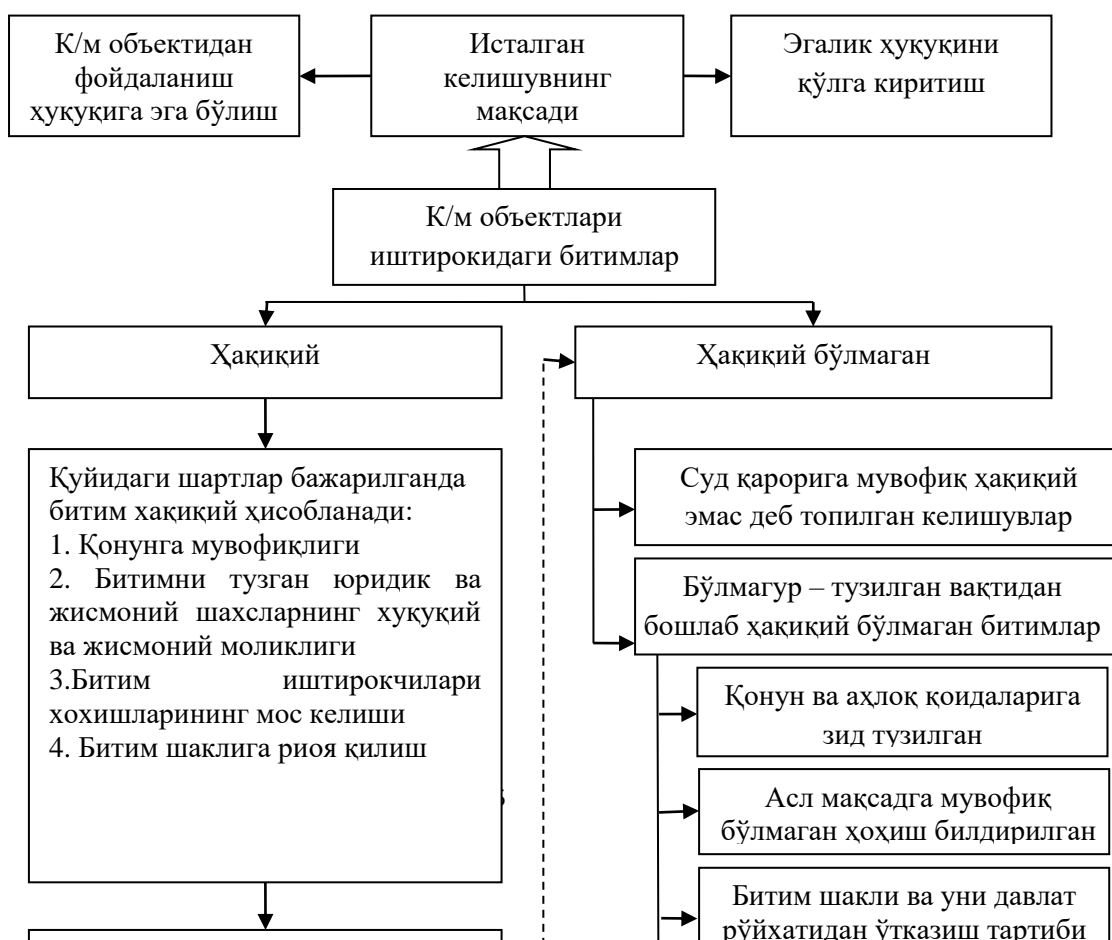 К/м объектидан
фойдаланиш
ҳуқуқига эга бўлиш
Исталган
келишувнинг
мақсади
Эгалик ҳуқуқини
қўлга киритиш
К/м объектлари
иштирокидаги битимлар
Ҳақиқий
Ҳақиқий бўлмаган
Қуйидаги шартлар бажарилганда
битим хақиқий ҳисобланади:
1. Қонунга мувофиқлиги
2. Битимни тузган юридик ва
жисмоний шахсларнинг хуқуқий
ва жисмоний моликлиги
3.Битим иштирокчилари
хохишларининг мос келиши
4. Битим шаклига риоя қилиш
Суд қарорига мувофиқ ҳақиқий
эмас деб топилган келишувлар
Бўлмагур – тузилган вақтидан
бошлаб ҳақиқий бўлмаган битимлар
Қонун ва аҳлоқ қоидаларига
зид тузилган
Асл мақсадга мувофиқ
бўлмаган ҳоҳиш билдирилган
Битим шакли ва уни давлат
рўйхатидан ўтказиш тартиби